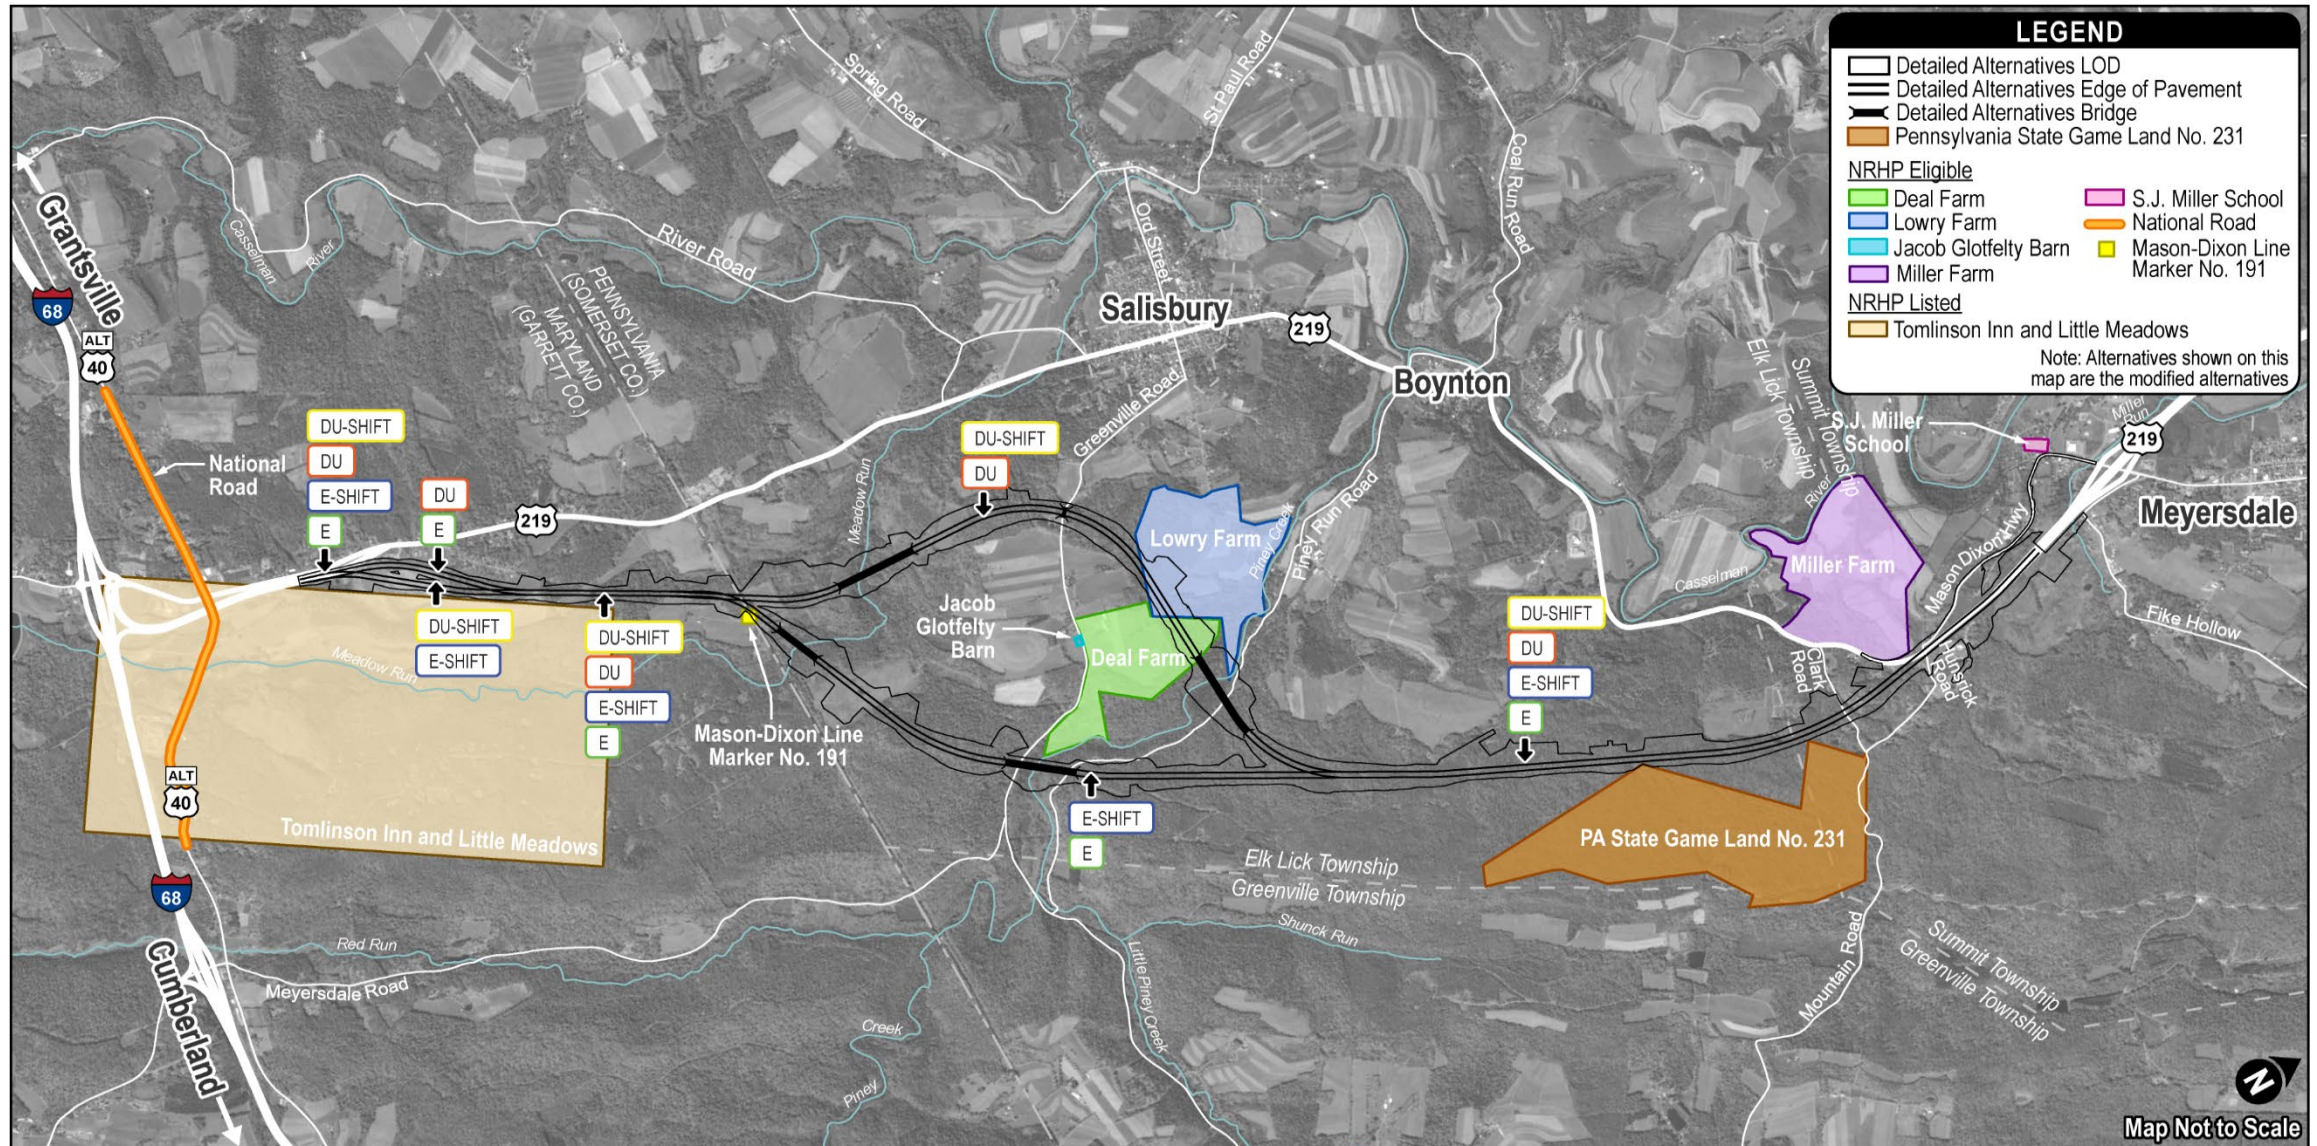 LEGEND
Detailed Alternatives LOD
Detailed Alternatives Edge of Pavement
Detailed Alternatives Bridge
Pennsylvania State Game Land No. 231
NRHP Eligible
Deal Farm
Lowry Farm
Jacob Glotfelty Barn
Miller Farm
S.J. Miller School
National Road
Mason-Dixon Line
Marker No. 191
NRHP Listed
Tomlinson Inn and Little Meadows
Note: Alternatives shown on this
map are the modified alternatives
Spring Road
St Paul Road
Coal Run Road
Grantsville
Casselman
River
River Road
Ord Street
PENNSYLVANIA
(SOMERSET CO.)
MARYLAND
(GARRETT CO.)
68
ALT
40
Salisbury
219
Boynton
Greenville Road
Elk Lick Township
Summit Township
S.J. Miller
School
Miller
Run
219
Meyersdale
DU-SHIFT
DU
E-SHIFT
E
DU
E
National
Road
219
Meadow Run
DU-SHIFT
DU
Lowry Farm
Piney Creek
Piney Run Road
River
Casselman
Miller Farm
Mason Dixon Hwy
Fike Hollow
DU-SHIFT
E-SHIFT
DU-SHIFT
DU
E-SHIFT
E
Jacob
Glotfelty
Barn
Deal Farm
DU-SHIFT
DU
E-SHIFT
E
Clark
Road
Hunsrick
Road
Meadow Run
Mason-Dixon Line
Marker No. 191
ALT
40
Tomlinson Inn and Little Meadows
E-SHIFT
E
PA State Game Land No. 231
Elk Lick Township
Greenville Township
68
Cumberland
Red Run
Meyersdale Road
Shunck Run
Little Piney Creek
Creek
Piney
Mountain Road
Summit Township
Greenville Township
N
Map Not to Scale